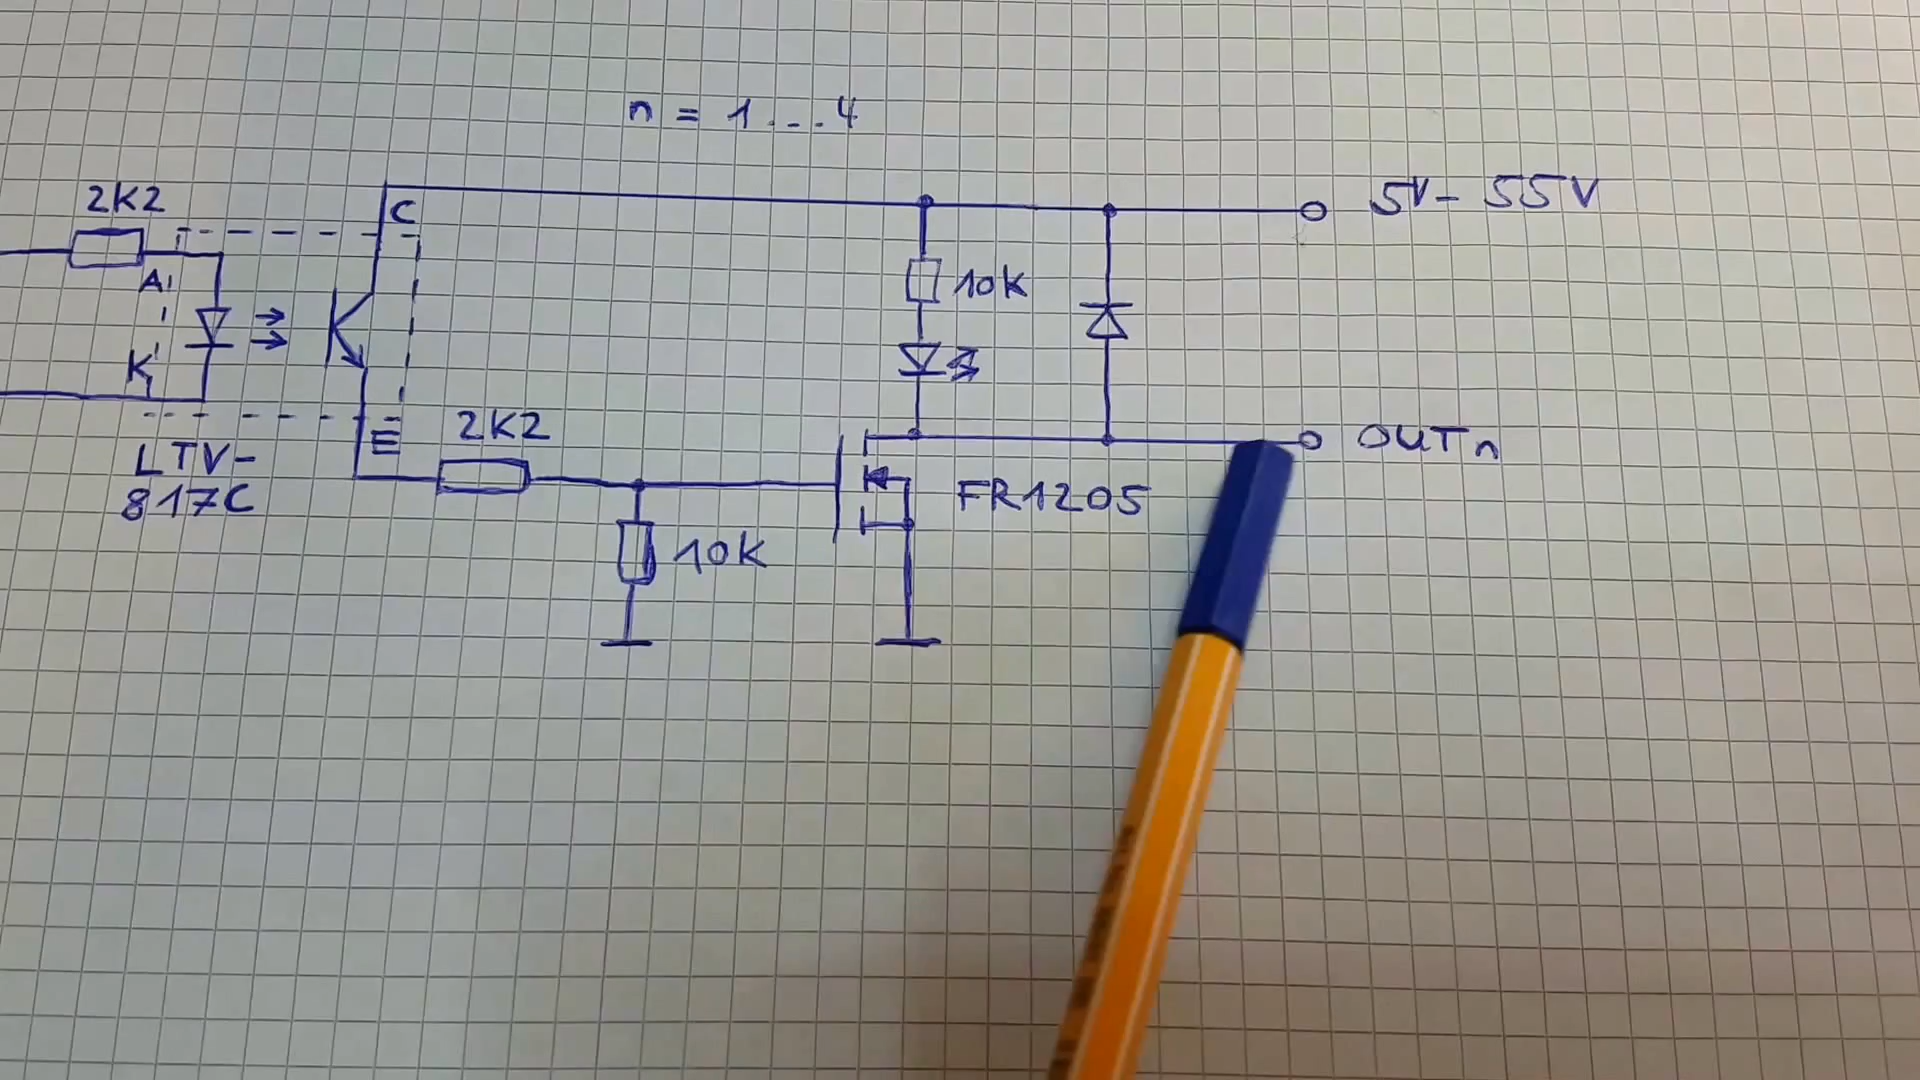 n = 1...4
2K2
C
5V - 55V
A
10K
K
E
2K2
OUTn
LTV-
817C
FR1205
10K